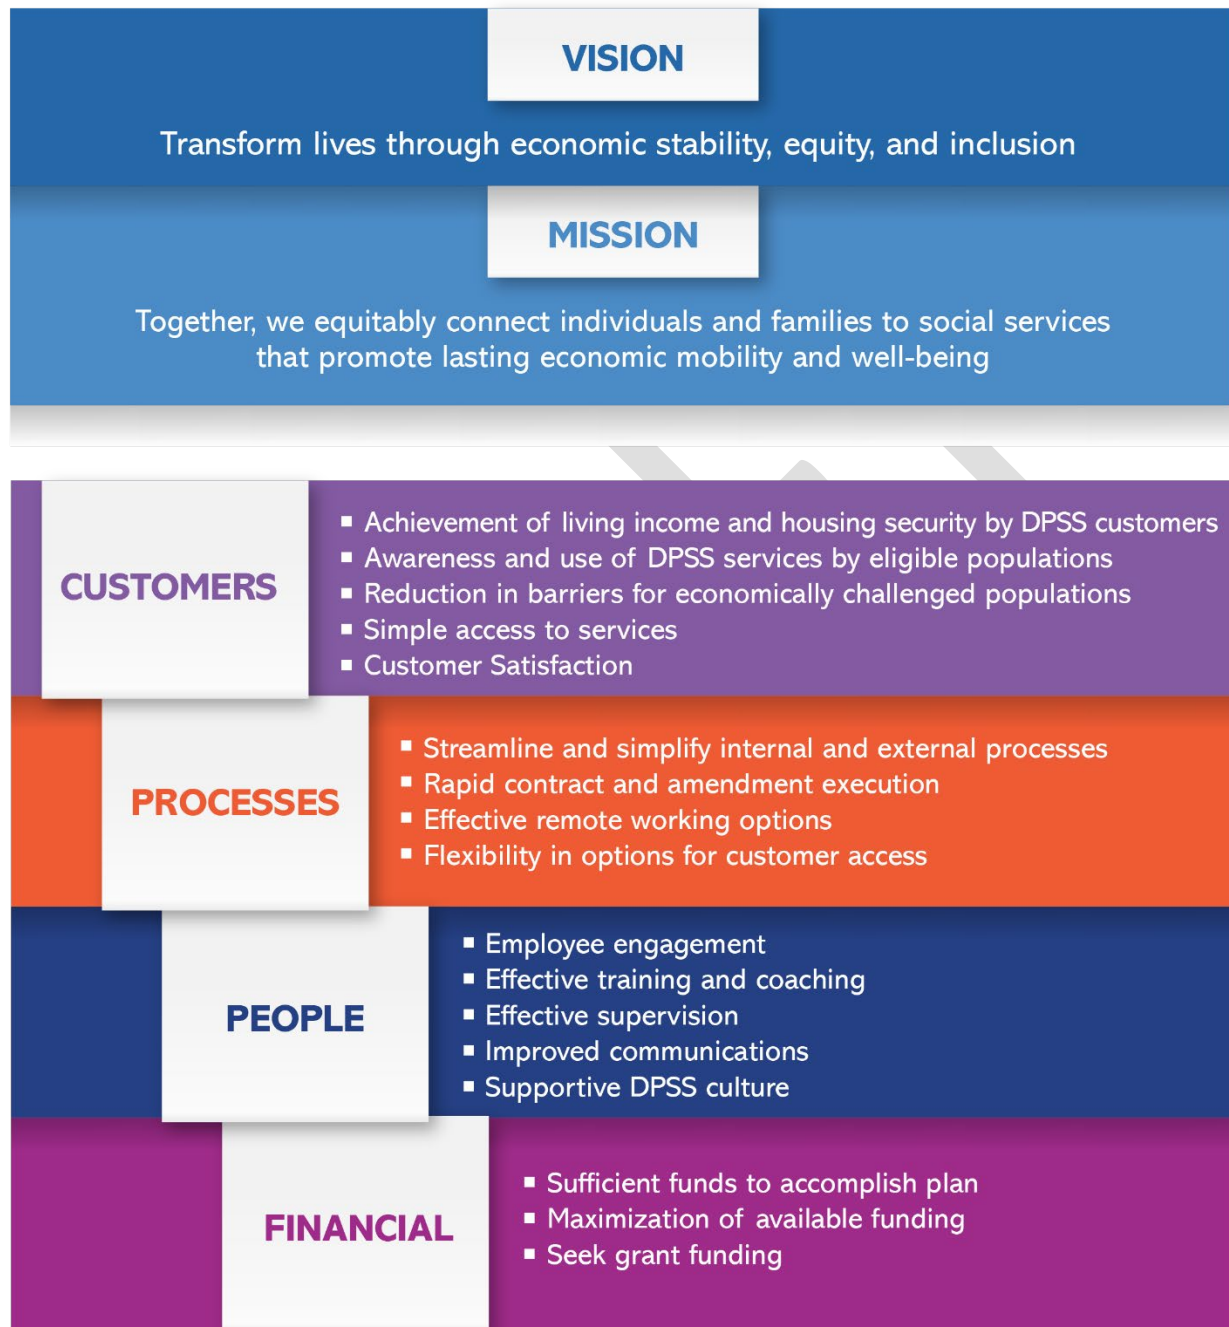 VISION
Transform lives through economic stability, equity, and inclusion
MISSION
Together, we equitably connect individuals and families to social services
that promote lasting economic mobility and well-being
CUSTOMERS
▪ Achievement of living income and housing security by DPSS customers
▪ Awareness and use of DPSS services by eligible populations
▪ Reduction in barriers for economically challenged populations
▪ Simple access to services
▪ Customer Satisfaction
PROCESSES
▪ Streamline and simplify internal and external processes
▪ Rapid contract and amendment execution
▪ Effective remote working options
▪ Flexibility in options for customer access
PEOPLE
▪ Employee engagement
▪ Effective training and coaching
▪ Effective supervision
▪ Improved communications
▪ Supportive DPSS culture
FINANCIAL
▪ Sufficient funds to accomplish plan
▪ Maximization of available funding
▪ Seek grant funding